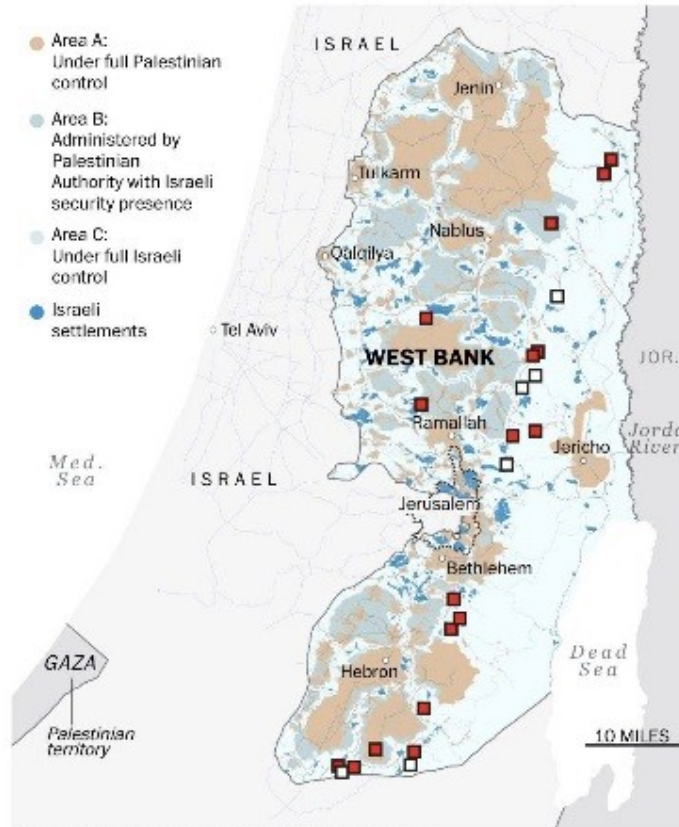 Area A:
Under full Palestinian
control
Area B:
Administered by
Palestinian
Authority with Israeli
security presence
Area C:
Under full Israeli
control
Israeli
settlements
ISRAEL
Jenin
Tulkarm
Nablus
Qalqilya
Tel Aviv
WEST BANK
JOR.
Ramallah
Jericho
Jorda
River
Med.
Sea
ISRAEL
Jerusalem
Bethlehem
Dead
Sea
GAZA
Hebron
Palestinian
territory
10 MILES